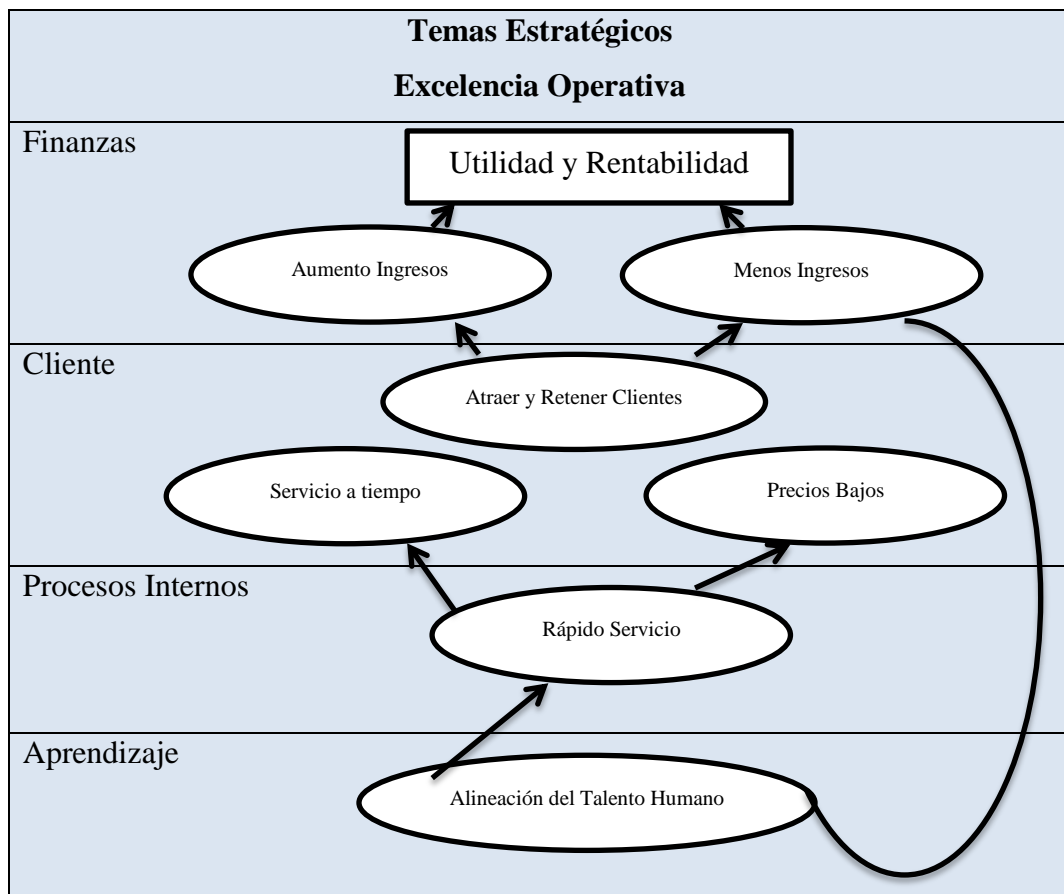 Temas Estratégicos
Excelencia Operativa
Finanzas
Utilidad y Rentabilidad
Aumento Ingresos
Menos Ingresos
Cliente
Atraer y Retener Clientes
Servicio a tiempo
Precios Bajos
Procesos Internos
Rápido Servicio
Aprendizaje
Alineación del Talento Humano